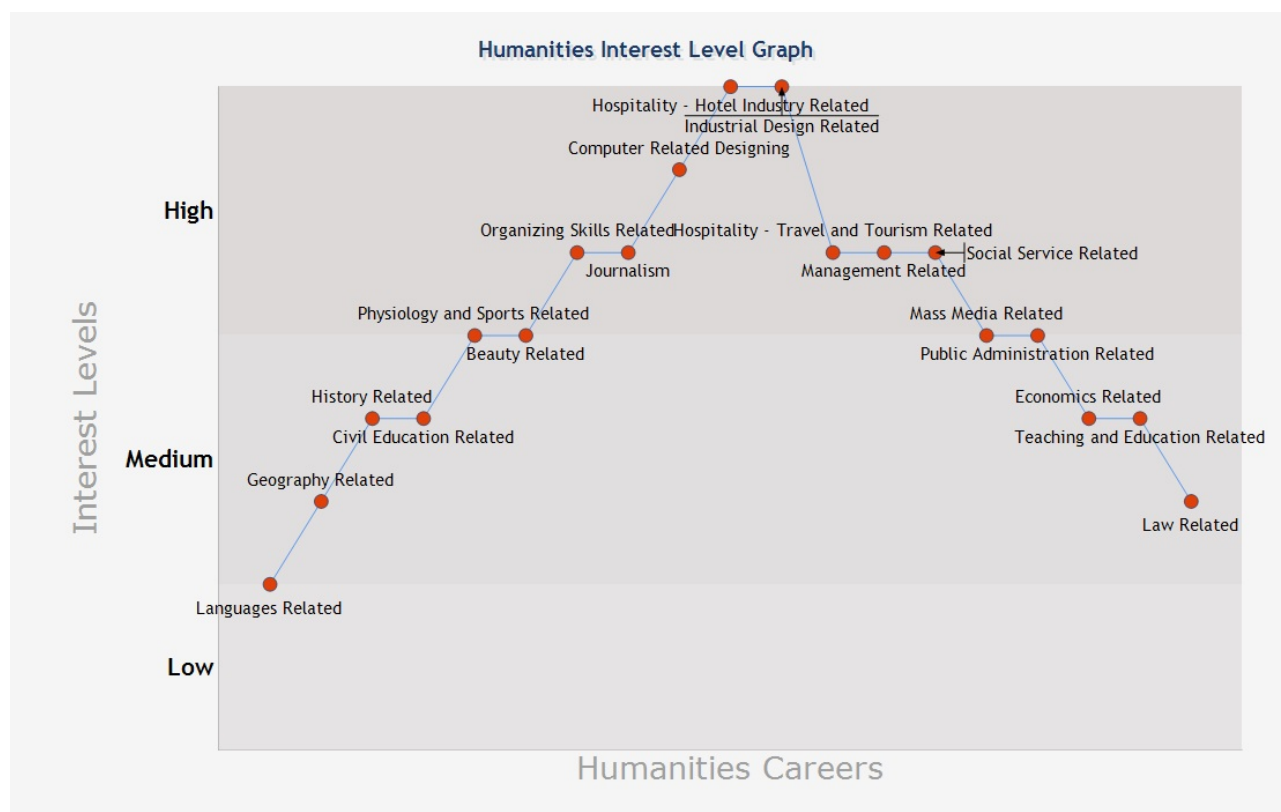 Humanities Interest Level Graph
Hospitality - Hotel Industry Related
Industrial Design Related
Computer Related Designing
High
Organizing Skills Related
Hospitality - Travel and Tourism Related
Social Service Related
Journalism
Management Related
Physiology and Sports Related
Mass Media Related
Beauty Related
Public Administration Related
History Related
Economics Related
Civil Education Related
Teaching and Education Related
Medium
Geography Related
Law Related
Languages Related
Low
Interest Levels
Humanities Careers